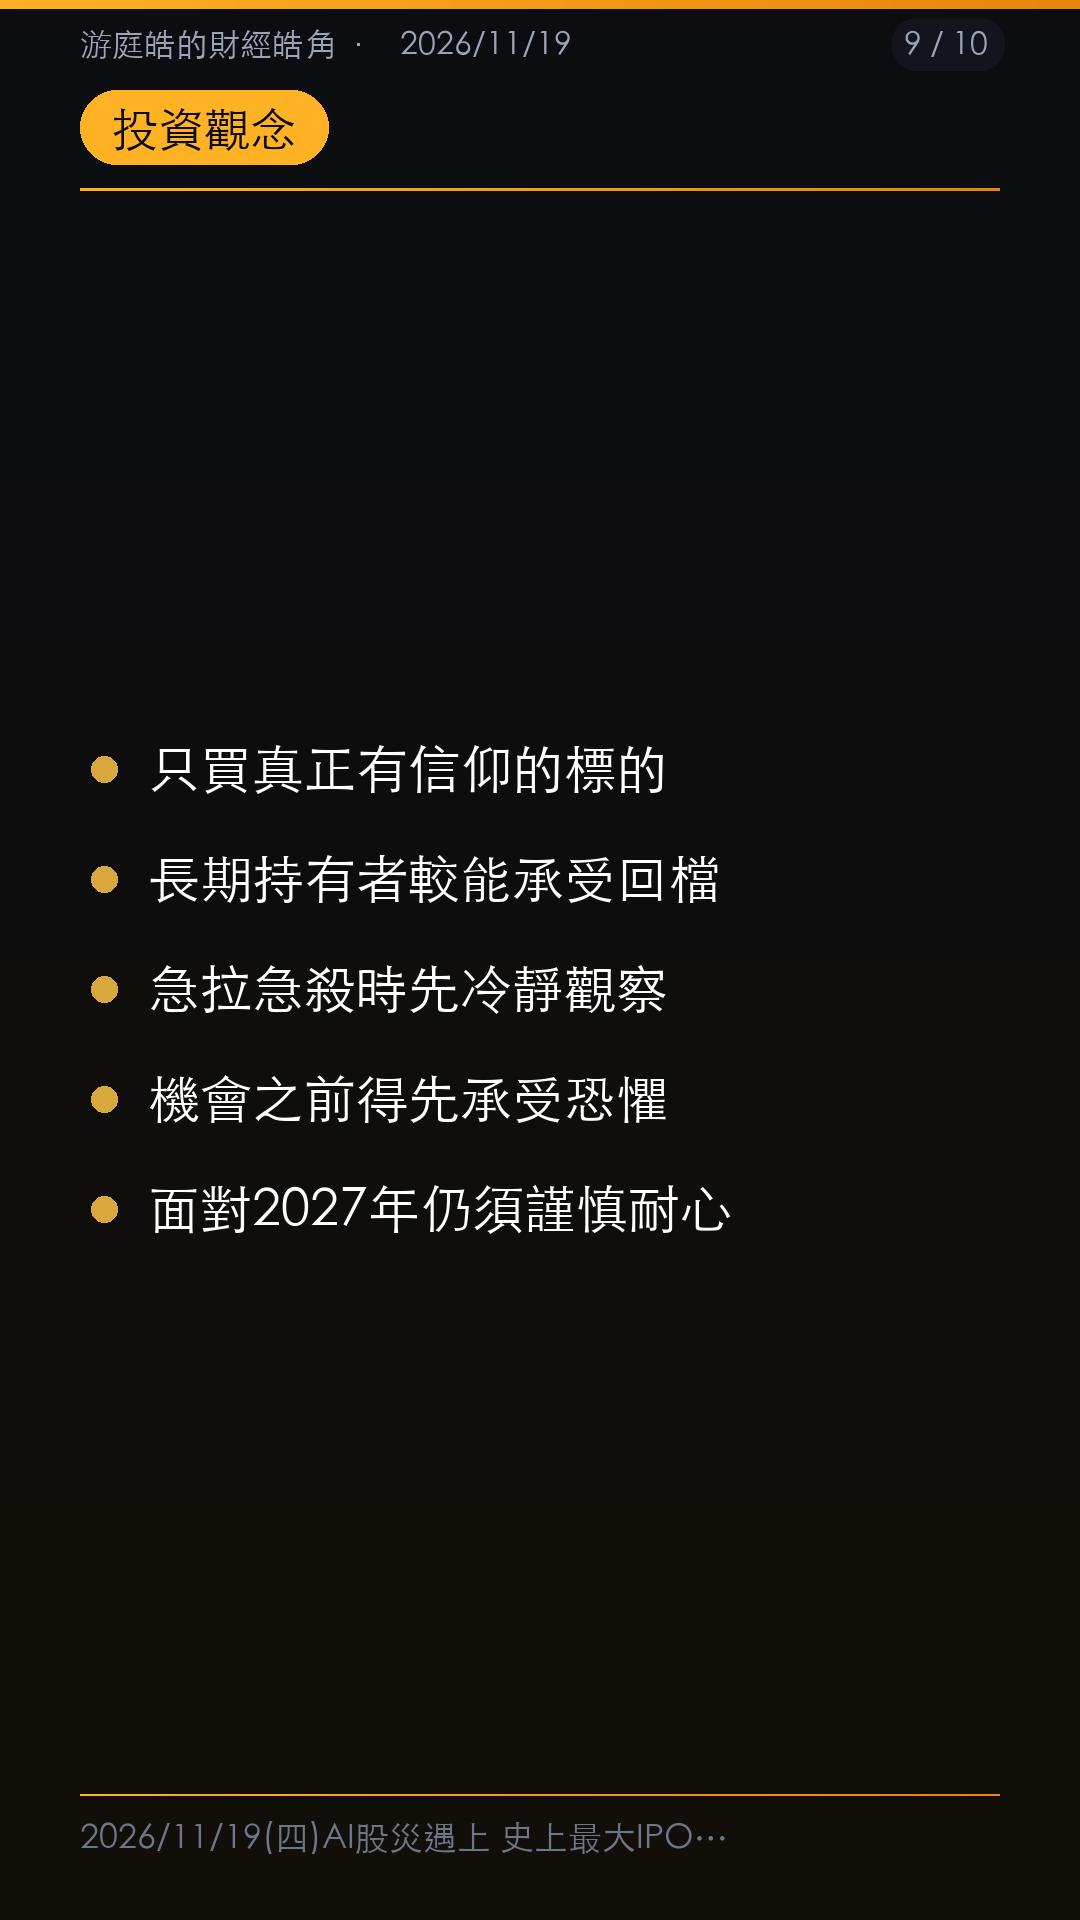 游庭皓的財經皓角 · 2026/11/19
9 / 10
投資觀念
只買真正有信仰的標的
長期持有者較能承受回檔
急拉急殺時先冷靜觀察
機會之前得先承受恐懼
面對2027年仍須謹慎耐心
2026/11/19(四)AI股災遇上 史上最大IPO⋯